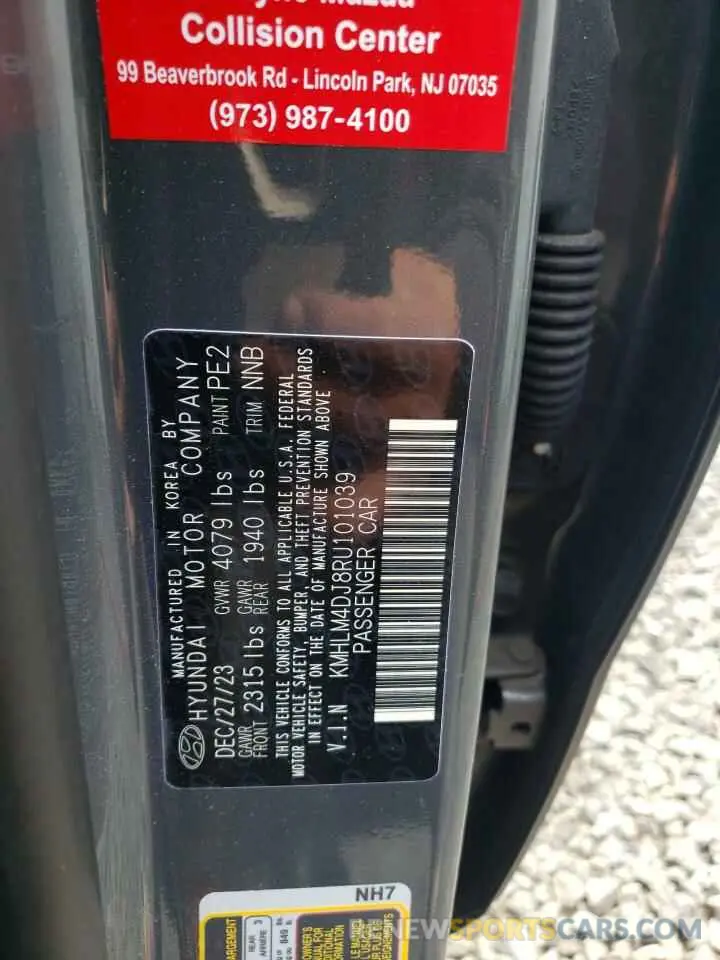 Collision Center
99 Beaverbrook Rd - Lincoln Park, NJ 07035
(973) 987-4100
MANUFACTURED IN KOREA BY
HYUNDAI MOTOR COMPANY
DEC/27/23 GVWR 4079 lbs PAINT PE2
GAWR FRONT 2315 lbs GAWR REAR 1940 lbs TRIM NNB
THIS VEHICLE CONFORMS TO ALL APPLICABLE U.S.A. FEDERAL
MOTOR VEHICLE SAFETY, BUMPER, AND THEFT PREVENTION STANDARDS
IN EFFECT ON THE DATE OF MANUFACTURE SHOWN ABOVE.
V.I.N KMHLM4DJ8RU101039
PASSENGER CAR
NH7
REAR
ARRIERE